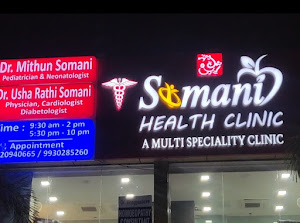 Dr. Mithun Somani
Pediatrician & Neonatologist
Dr. Usha Rathi Somani
Physician, Cardiologist
Diabetologist
Time : 9:30 am - 2 pm
5:30 pm - 10 pm
Appointment
20940665 / 9930285260
Somani
HEALTH CLINIC
A MULTI SPECIALITY CLINIC